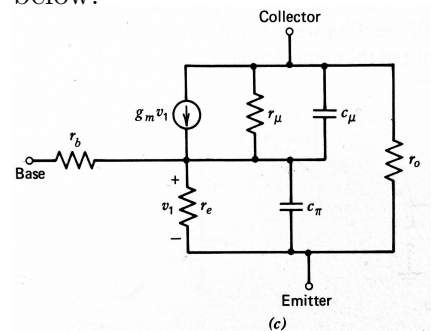 below.
Collector
g_m v_1
r_μ
c_μ
r_b
r_o
Base
+
v_1
r_e
c_π
−
Emitter
(c)